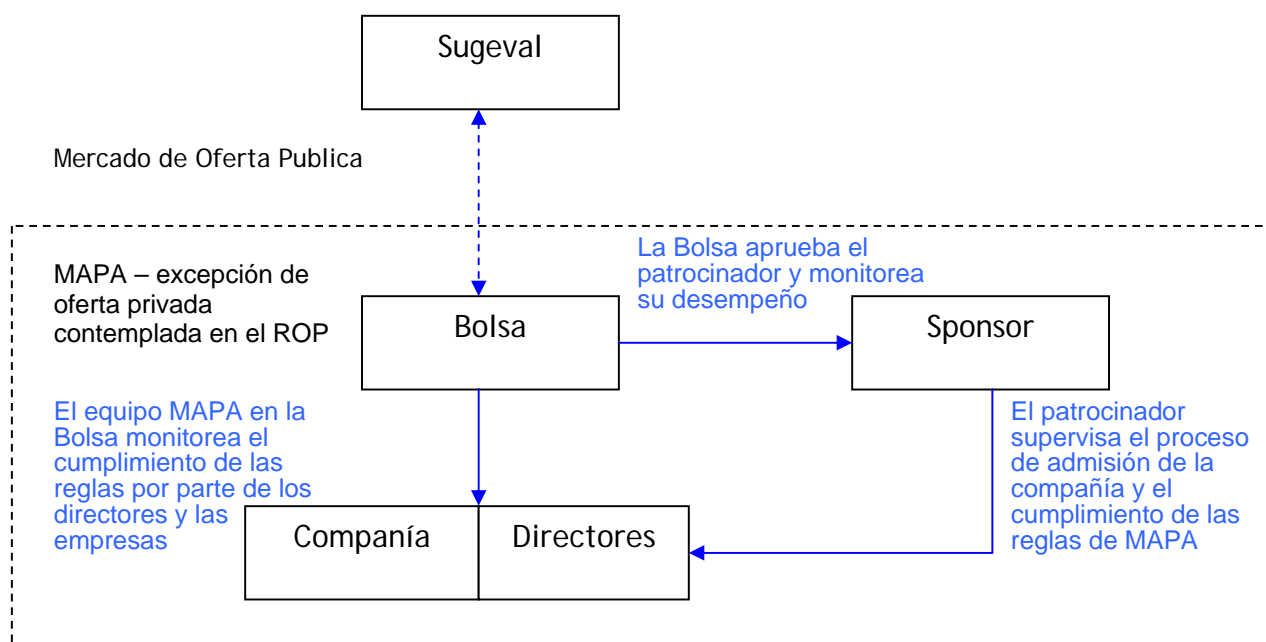 Sugeval
Mercado de Oferta Publica
MAPA – excepción de
oferta privada
contemplada en el ROP
La Bolsa aprueba el
patrocinador y monitorea
su desempeño
Bolsa
Sponsor
El equipo MAPA en la
Bolsa monitorea el
cumplimiento de las
reglas por parte de los
directores y las
empresas
El patrocinador
supervisa el proceso
de admisión de la
compañía y el
cumplimiento de las
reglas de MAPA
Companía
Directores